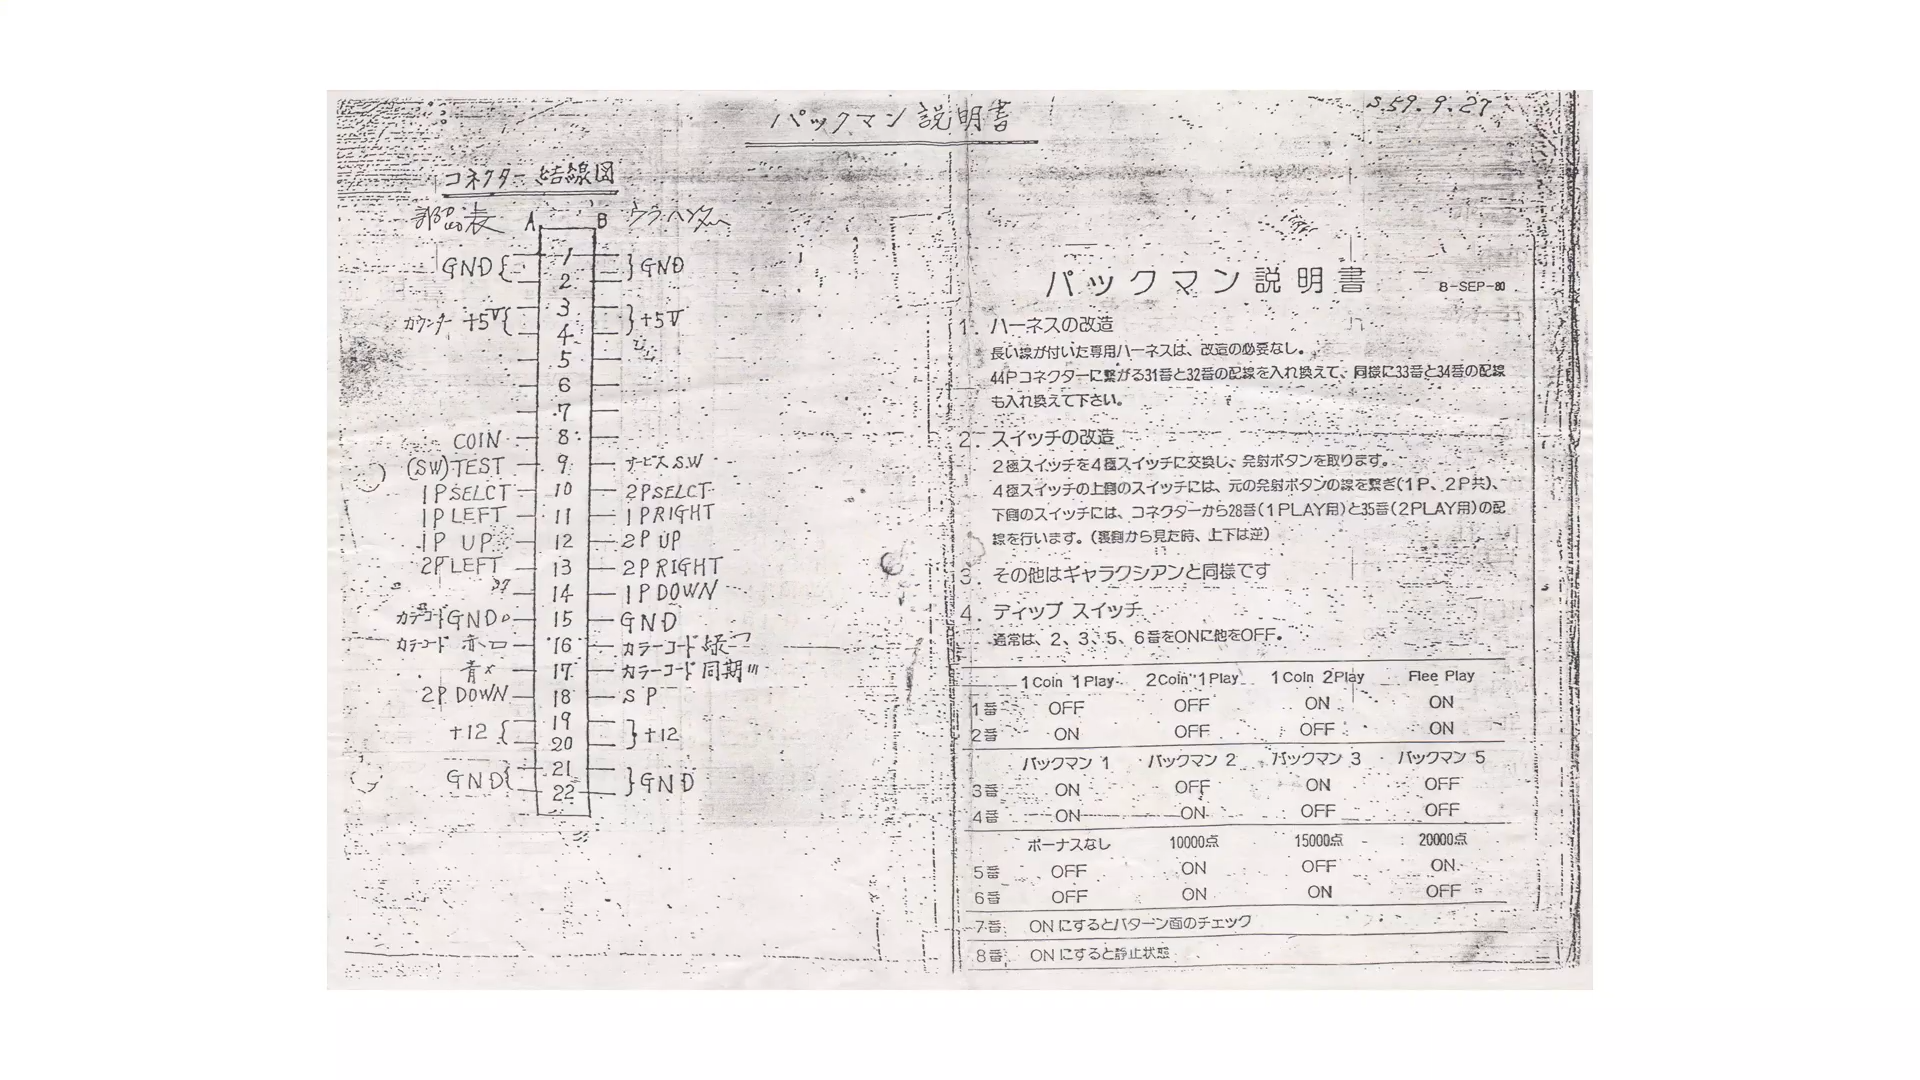 パックマン説明書
S.59.9.27
コネクター結線図
部品表 A B ウラハンダ
GND { 1 } GND
2
カウンター +5V { 3 } +5V
4
5
6
7
COIN 8
(SW)TEST 9 サービスS.W
1PSELCT 10 2PSELCT
1P LEFT 11 1PRIGHT
1P UP 12 2P UP
2P LEFT 13 2P RIGHT
14 1P DOWN
GND 15 GND
カラーコード 赤 16 カラーコード 緑
青 17 カラーコード 同期
2P DOWN 18 SP
+12 { 19 } +12
20
GND { 21 } GND
22
パックマン説明書 8-SEP-80
1. ハーネスの改造
長い線が付いた専用ハーネスは、改造の必要なし。
44Pコネクターに繋がる31番と32番の配線を入れ換えて、同様に33番と34番の配線
も入れ換えて下さい。
2. スイッチの改造
2極スイッチを4極スイッチに交換し、発射ボタンを取ります。
4極スイッチの上側のスイッチには、元の発射ボタンの線を繋ぎ(1P、2P共)、
下側のスイッチには、コネクターから28番(1PLAY用)と35番(2PLAY用)の配
線を行います。(裏側から見た時、上下は逆)
3. その他はギャラクシアンと同様です
4. ディップ スイッチ
通常は、2、3、5、6番をONに他をOFF。
1Coin 1Play 2Coin 1Play 1Coin 2Play Flee Play
1番 OFF OFF ON ON
2番 ON OFF OFF ON
パックマン 1 パックマン 2 パックマン 3 パックマン 5
3番 ON OFF ON OFF
4番 ON ON OFF OFF
ボーナスなし 10000点 15000点 20000点
5番 OFF ON OFF ON
6番 OFF ON ON OFF
7番 ONにするとパターン面のチェック
8番 ONにすると静止状態